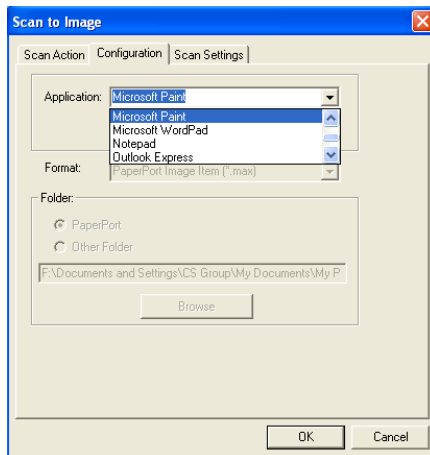 Scan to Image
Scan Action Configuration Scan Settings
Application: Microsoft Paint
Microsoft Paint
Microsoft WordPad
Notepad
Outlook Express
Format: PaperPort Image Item (*.max)
Folder:
PaperPort
Other Folder
F:\Documents and Settings\CS Group\My Documents\My P
Browse
OK Cancel